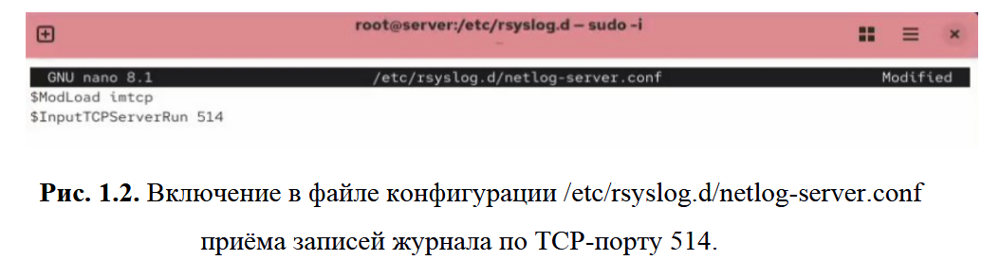 root@server:/etc/rsyslog.d — sudo -i
GNU nano 8.1 /etc/rsyslog.d/netlog-server.conf Modified
$ModLoad imtcp
$InputTCPServerRun 514
Рис. 1.2. Включение в файле конфигурации /etc/rsyslog.d/netlog-server.conf
приёма записей журнала по TCP-порту 514.